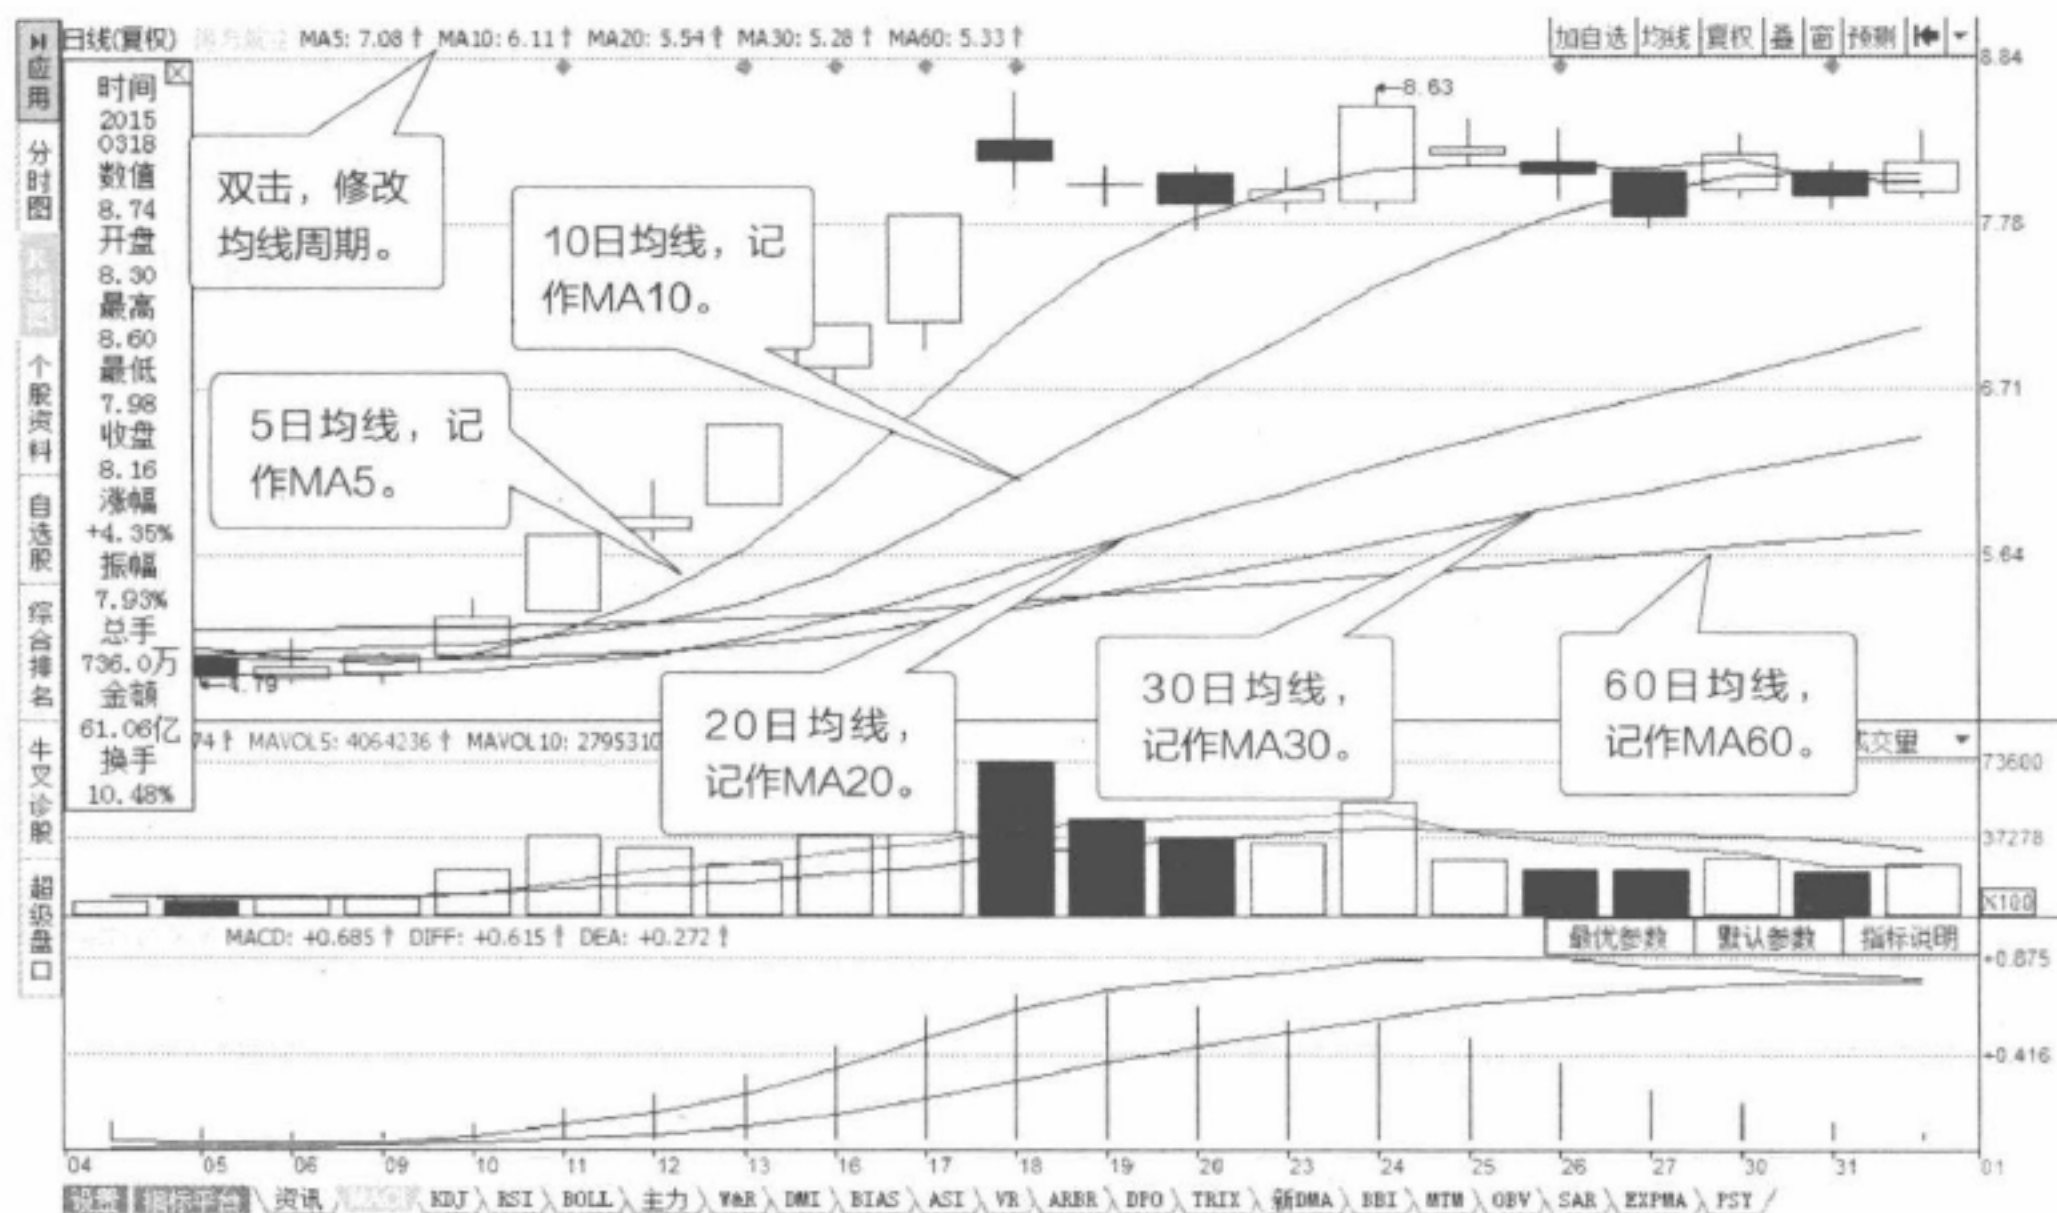 应用
分时图
个股资料
自选股
综合排名
牛叉诊股
超级盘口
日线(复权) MA5: 7.08↑ MA10: 6.11↑ MA20: 5.54↑ MA30: 5.28↑ MA60: 5.33↑
加自选 均线 复权 叠 窗 预测
8.84
7.78
6.71
5.64
时间
2015
0318
数值
8.74
开盘
8.30
最高
8.60
最低
7.98
收盘
8.16
涨幅
+4.35%
振幅
7.93%
总手
736.0万
金额
61.06亿
换手
10.48%
双击，修改
均线周期。
10日均线，记
作MA10。
5日均线，记
作MA5。
20日均线，
记作MA20。
30日均线，
记作MA30。
60日均线，
记作MA60。
←8.63
74↑ MAVOL5: 4064236↑ MAVOL10: 2795310
交量
73600
37278
X100
MACD: +0.685↑ DIFF: +0.615↑ DEA: +0.272↑
最优参数 默认参数 指标说明
+0.875
+0.416
04 05 06 09 10 11 12 13 16 17 18 19 20 23 24 25 26 27 30 31 01
资讯 MACD KDJ RSI BOLL 主力 W&R DMI BIAS ASI VR ARBR DPO TRIX 新DMA BBI MTM OBV SAR EXPMA PSY